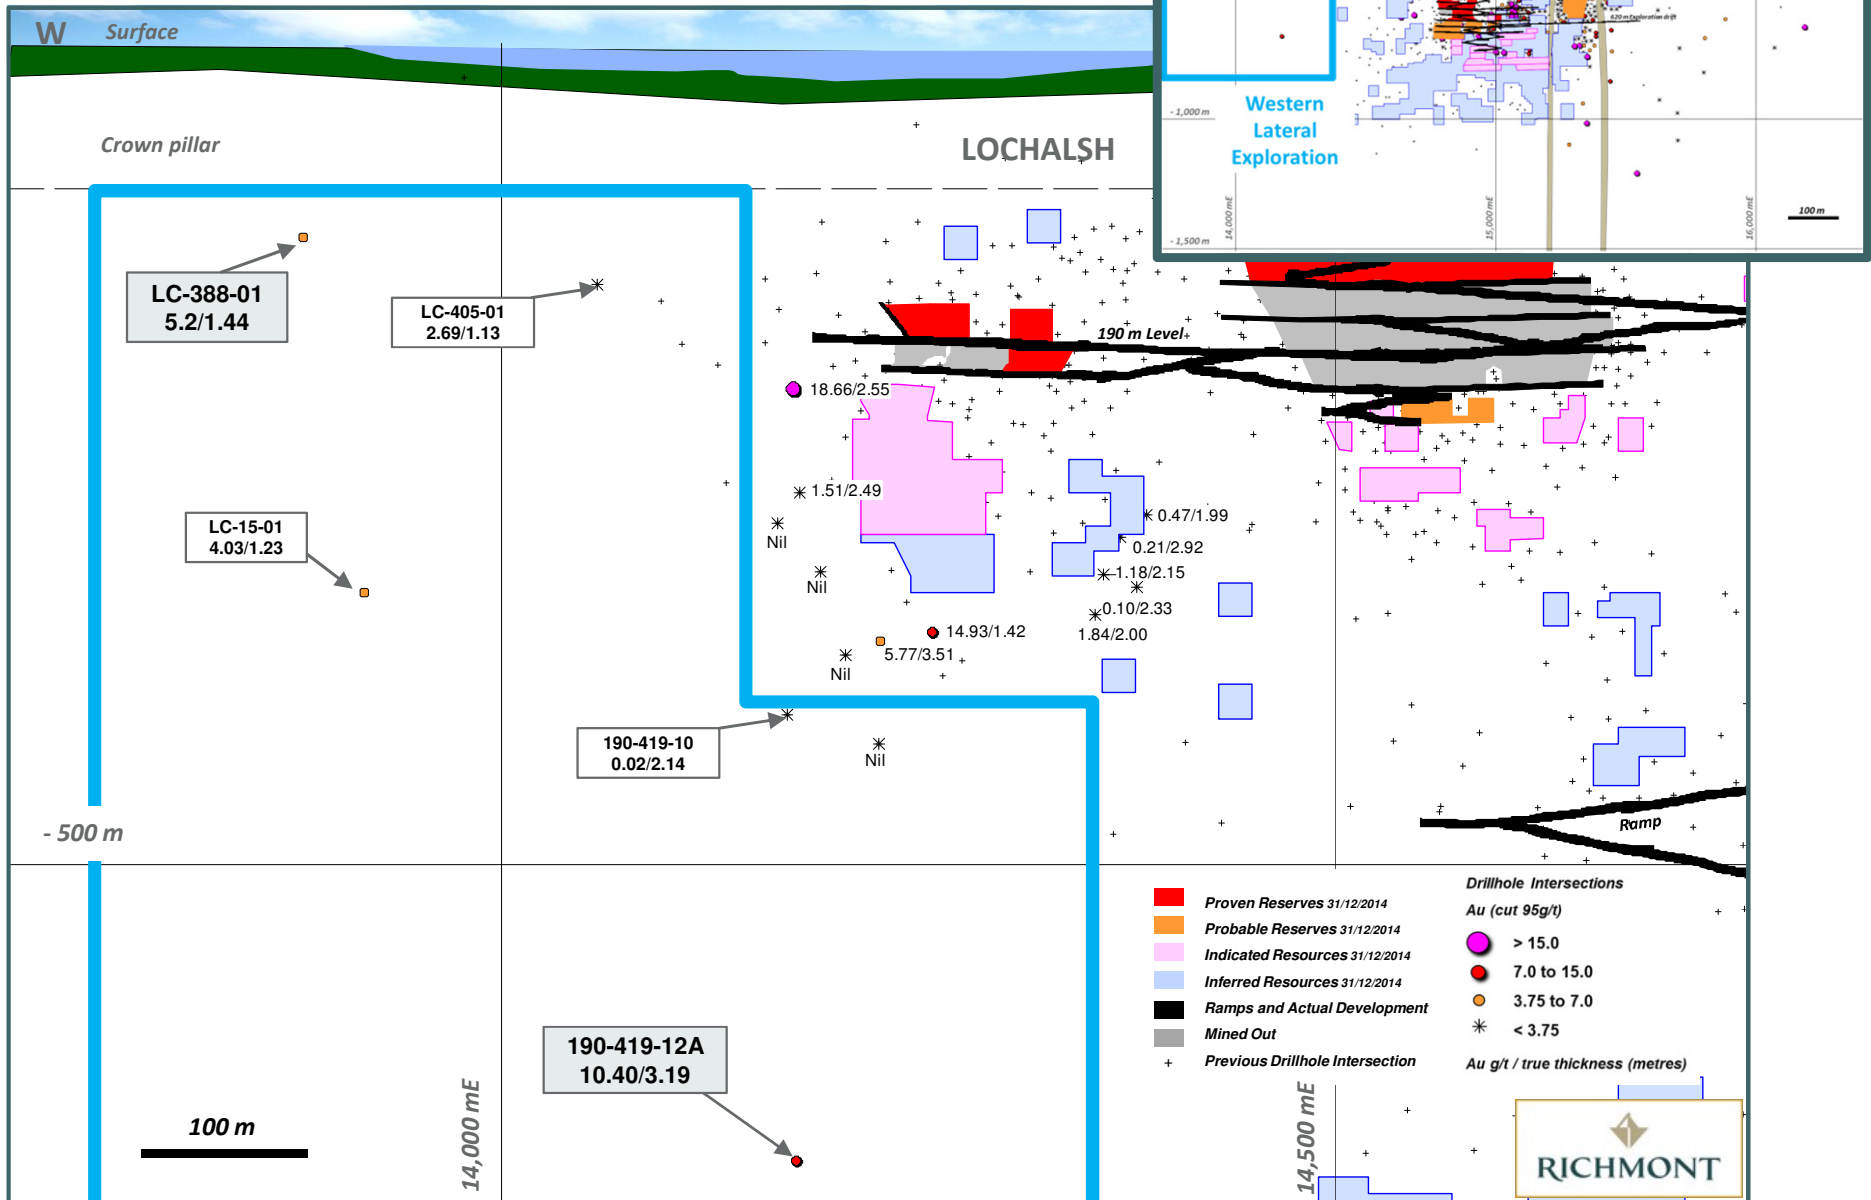 W
Surface
Crown pillar
LOCHALSH
620 m Exploration drift
- 1,000 m
Western
Lateral
Exploration
14,000 mE
15,000 mE
16,000 mE
100 m
- 1,500 m
LC-388-01
5.2/1.44
LC-405-01
2.69/1.13
190 m Level
18.66/2.55
1.51/2.49
Nil
LC-15-01
4.03/1.23
Nil
0.47/1.99
0.21/2.92
1.18/2.15
0.10/2.33
1.84/2.00
14.93/1.42
5.77/3.51
Nil
190-419-10
0.02/2.14
Nil
- 500 m
Ramp
Proven Reserves 31/12/2014
Probable Reserves 31/12/2014
Indicated Resources 31/12/2014
Inferred Resources 31/12/2014
Ramps and Actual Development
Mined Out
+ Previous Drillhole Intersection
Drillhole Intersections
Au (cut 95g/t)
> 15.0
7.0 to 15.0
3.75 to 7.0
< 3.75
Au g/t / true thickness (metres)
190-419-12A
10.40/3.19
100 m
14,000 mE
14,500 mE
RICHMONT